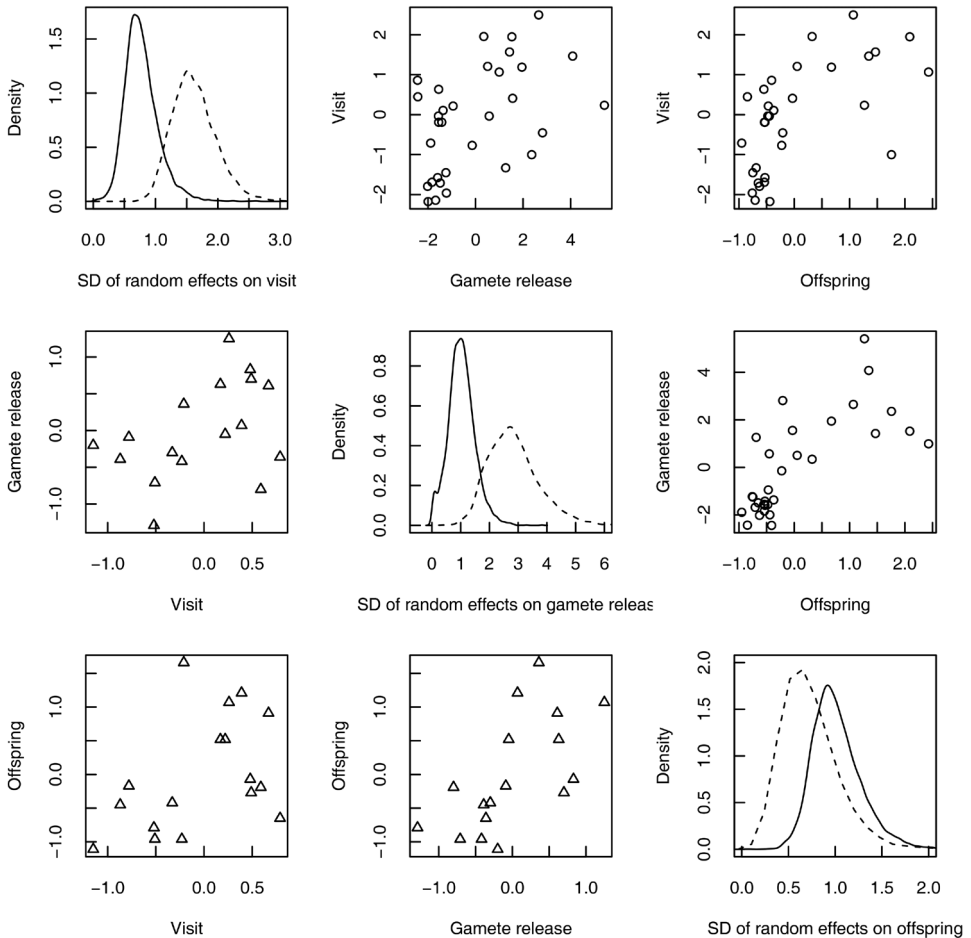 Density
0.0 0.5 1.0 1.5
0.0 1.0 2.0 3.0
SD of random effects on visit
Visit
−2 −1 0 1 2
−2 0 2 4
Gamete release
Visit
−2 −1 0 1 2
−1.0 0.0 1.0 2.0
Offspring
Gamete release
−1.0 0.0 1.0
−1.0 0.0 0.5
Visit
Density
0.0 0.2 0.4 0.6 0.8
0 1 2 3 4 5 6
SD of random effects on gamete releas
Gamete release
−2 0 2 4
−1.0 0.0 1.0 2.0
Offspring
Offspring
−1.0 0.0 1.0
−1.0 0.0 0.5
Visit
Offspring
−1.0 0.0 1.0
−1.0 0.0 1.0
Gamete release
Density
0.0 0.5 1.0 1.5 2.0
0.0 0.5 1.0 1.5 2.0
SD of random effects on offspring